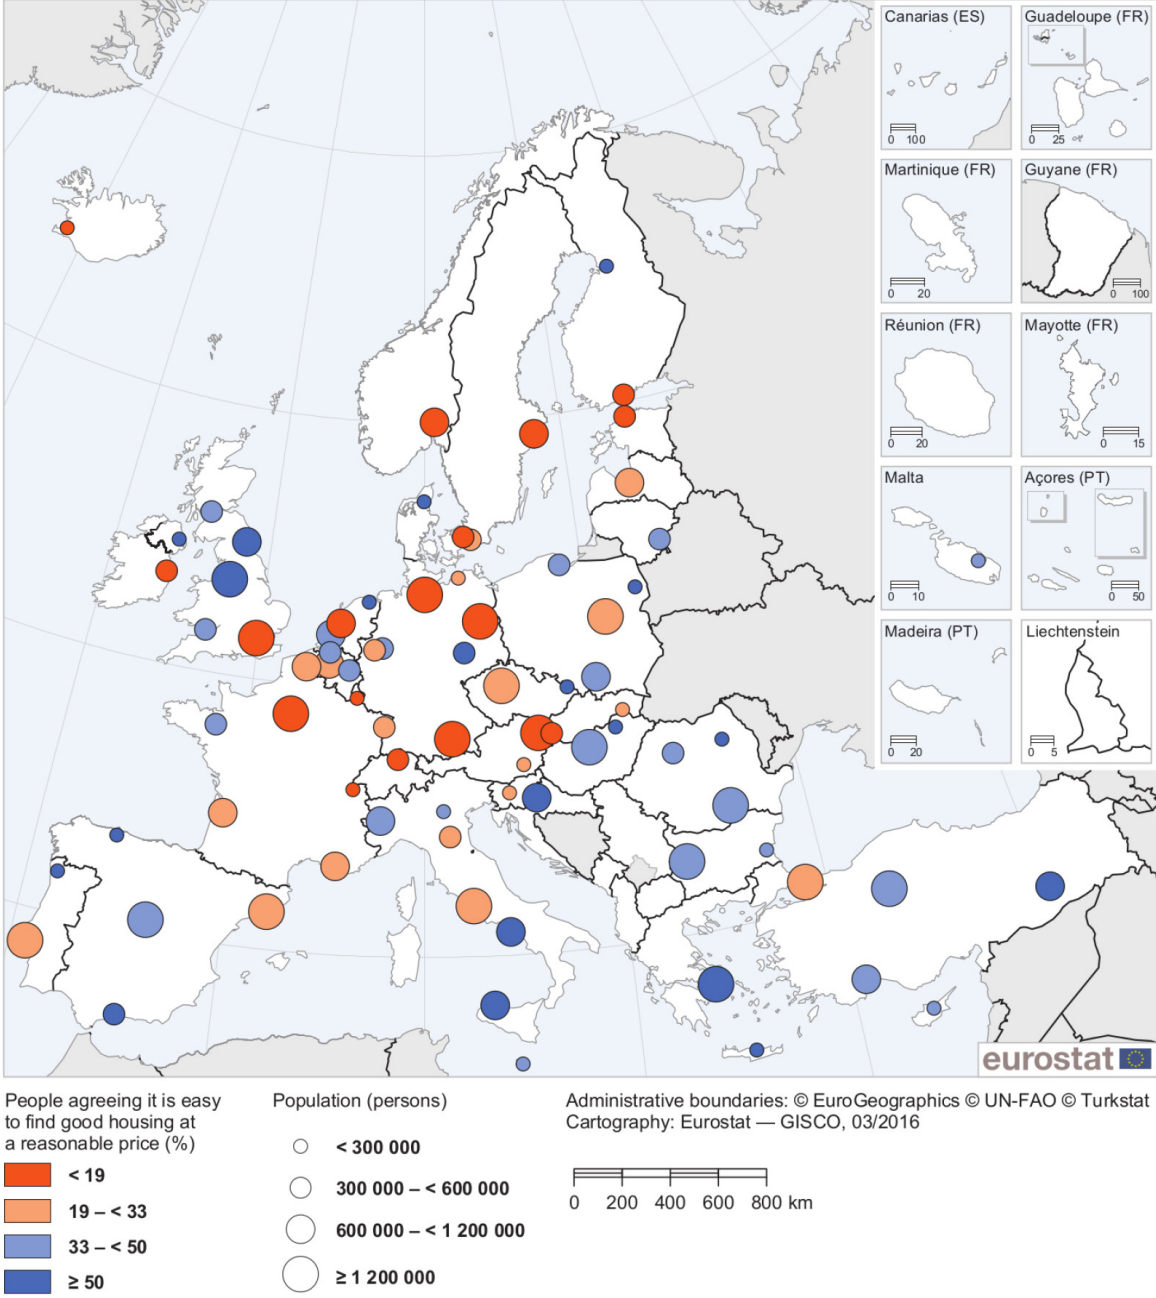 Canarias (ES)
0 100
Guadeloupe (FR)
0 25
Martinique (FR)
0 20
Guyane (FR)
0 100
Réunion (FR)
0 20
Mayotte (FR)
0 15
Malta
0 10
Açores (PT)
0 50
Madeira (PT)
0 20
Liechtenstein
0 5
eurostat
People agreeing it is easy
to find good housing at
a reasonable price (%)
< 19
19 – < 33
33 – < 50
≥ 50
Population (persons)
< 300 000
300 000 – < 600 000
600 000 – < 1 200 000
≥ 1 200 000
Administrative boundaries: © EuroGeographics © UN-FAO © Turkstat
Cartography: Eurostat — GISCO, 03/2016
0 200 400 600 800 km